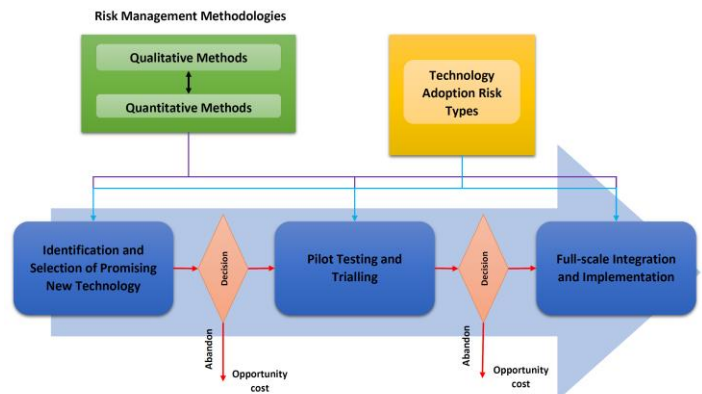 Risk Management Methodologies
Qualitative Methods
Quantitative Methods
Technology
Adoption Risk
Types
Identification and
Selection of Promising
New Technology
Decision
Pilot Testing and
Trialling
Decision
Full-scale Integration
and Implementation
Abandon
Opportunity
cost
Abandon
Opportunity
cost